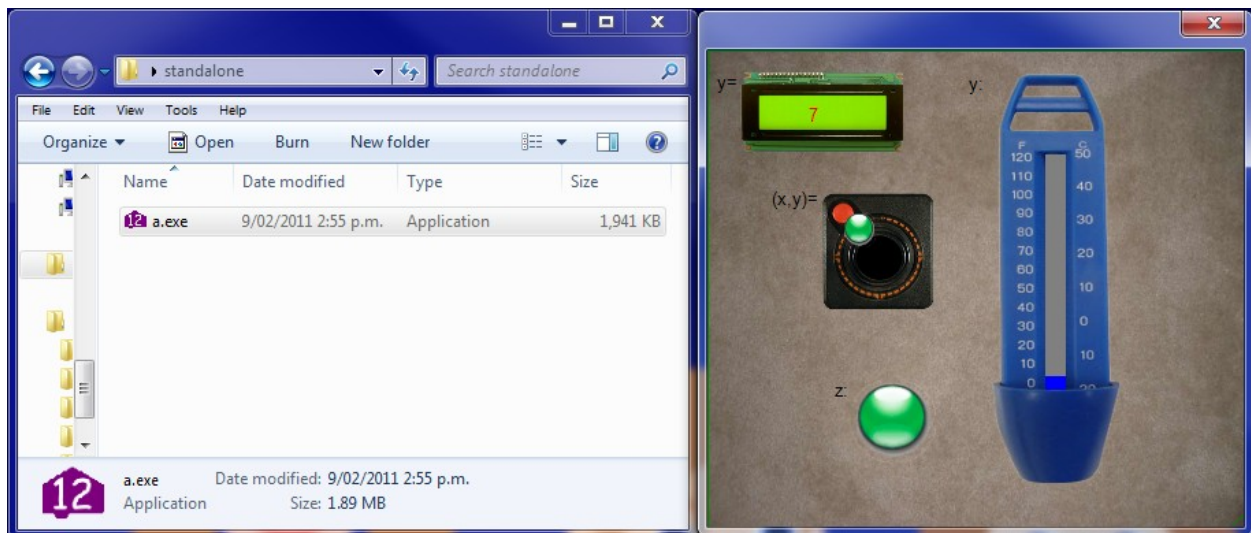 standalone
Search standalone
File Edit View Tools Help
Organize Open Burn New folder
Name Date modified Type Size
12 a.exe 9/02/2011 2:55 p.m. Application 1,941 KB
12
a.exe Date modified: 9/02/2011 2:55 p.m.
Application Size: 1.89 MB
X
y=
7
(x,y)=
z:
y:
F C
120 50
110
100 40
90 30
80
70 20
60
50 10
40
30 0
20
10 10
0 20